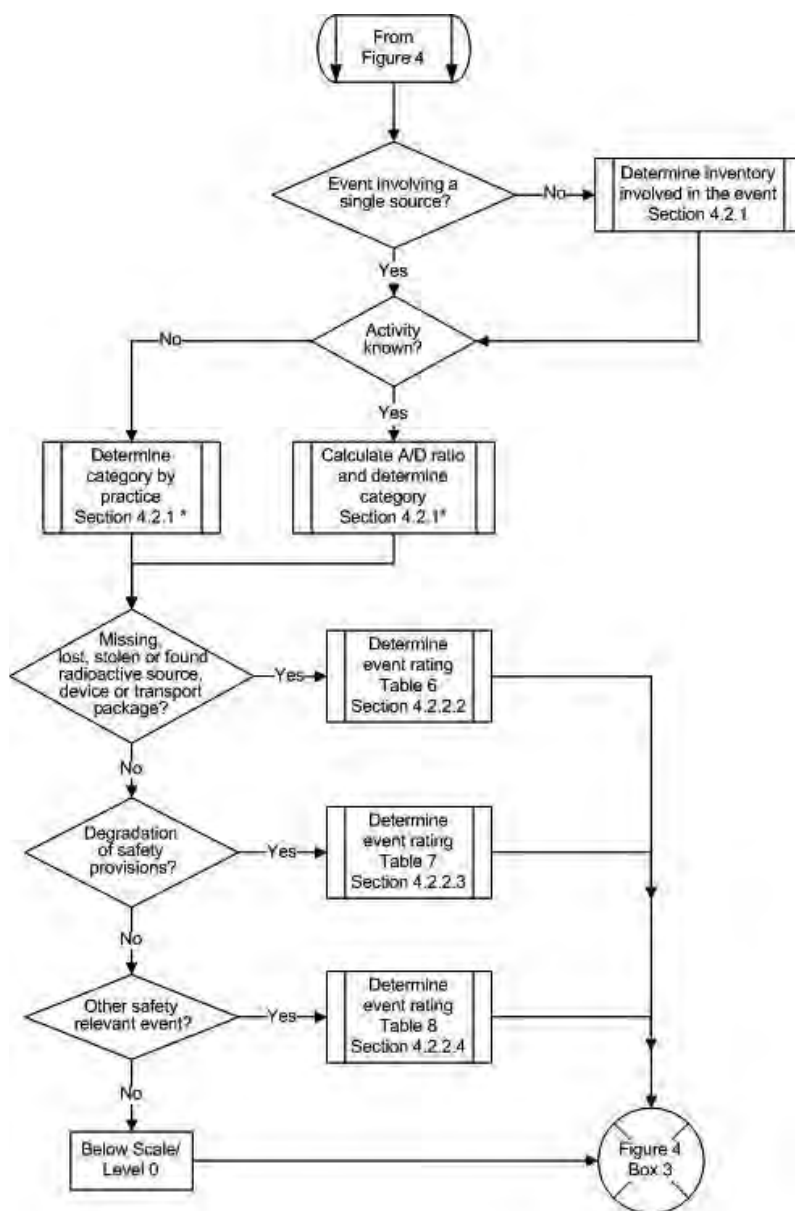 From
Figure 4
Event involving a
single source?
No
Determine inventory
involved in the event
Section 4.2.1
Yes
Activity
known?
No
Yes
Determine
category by
practice
Section 4.2.1 *
Calculate A/D ratio
and determine
category
Section 4.2.1*
Missing,
lost, stolen or found
radioactive source,
device or transport
package?
Yes
Determine
event rating
Table 6
Section 4.2.2.2
No
Degradation
of safety
provisions?
Yes
Determine
event rating
Table 7
Section 4.2.2.3
No
Other safety
relevant event?
Yes
Determine
event rating
Table 8
Section 4.2.2.4
No
Below Scale/
Level 0
Figure 4
Box 3